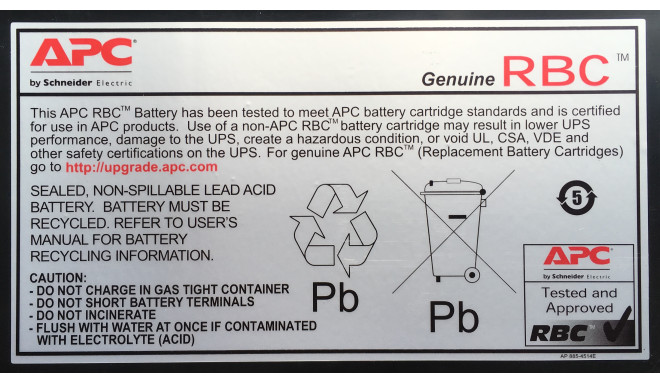 APC®
by Schneider Electric
Genuine RBC™
This APC RBC™ Battery has been tested to meet APC battery cartridge standards and is certified
for use in APC products. Use of a non-APC RBC™ battery cartridge may result in lower UPS
performance, damage to the UPS, create a hazardous condition, or void UL, CSA, VDE and
other safety certifications on the UPS. For genuine APC RBC™ (Replacement Battery Cartridges)
go to http://upgrade.apc.com
SEALED, NON-SPILLABLE LEAD ACID
BATTERY. BATTERY MUST BE
RECYCLED. REFER TO USER'S
MANUAL FOR BATTERY
RECYCLING INFORMATION.
CAUTION:
- DO NOT CHARGE IN GAS TIGHT CONTAINER
- DO NOT SHORT BATTERY TERMINALS
- DO NOT INCINERATE
- FLUSH WITH WATER AT ONCE IF CONTAMINATED
WITH ELECTROLYTE (ACID)
Pb
Pb
5
APC®
by Schneider Electric
Tested and
Approved
RBC™
AP 885-4514E